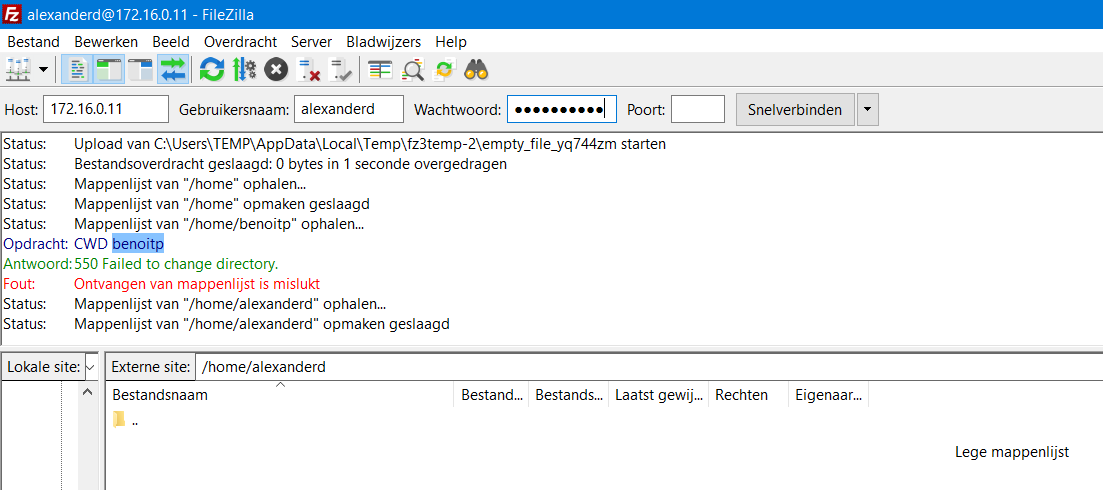 alexanderd@172.16.0.11 - FileZilla
Bestand Bewerken Beeld Overdracht Server Bladwijzers Help
Host: 172.16.0.11 Gebruikersnaam: alexanderd Wachtwoord: ●●●●●●●●●● Poort: Snelverbinden
Status: Upload van C:\Users\TEMP\AppData\Local\Temp\fz3temp-2\empty_file_yq744zm starten
Status: Bestandsoverdracht geslaagd: 0 bytes in 1 seconde overgedragen
Status: Mappenlijst van "/home" ophalen...
Status: Mappenlijst van "/home" opmaken geslaagd
Status: Mappenlijst van "/home/benoitp" ophalen...
Opdracht: CWD benoitp
Antwoord: 550 Failed to change directory.
Fout: Ontvangen van mappenlijst is mislukt
Status: Mappenlijst van "/home/alexanderd" ophalen...
Status: Mappenlijst van "/home/alexanderd" opmaken geslaagd
Lokale site: Externe site: /home/alexanderd
Bestandsnaam Bestand... Bestands... Laatst gewij... Rechten Eigenaar...
..
Lege mappenlijst